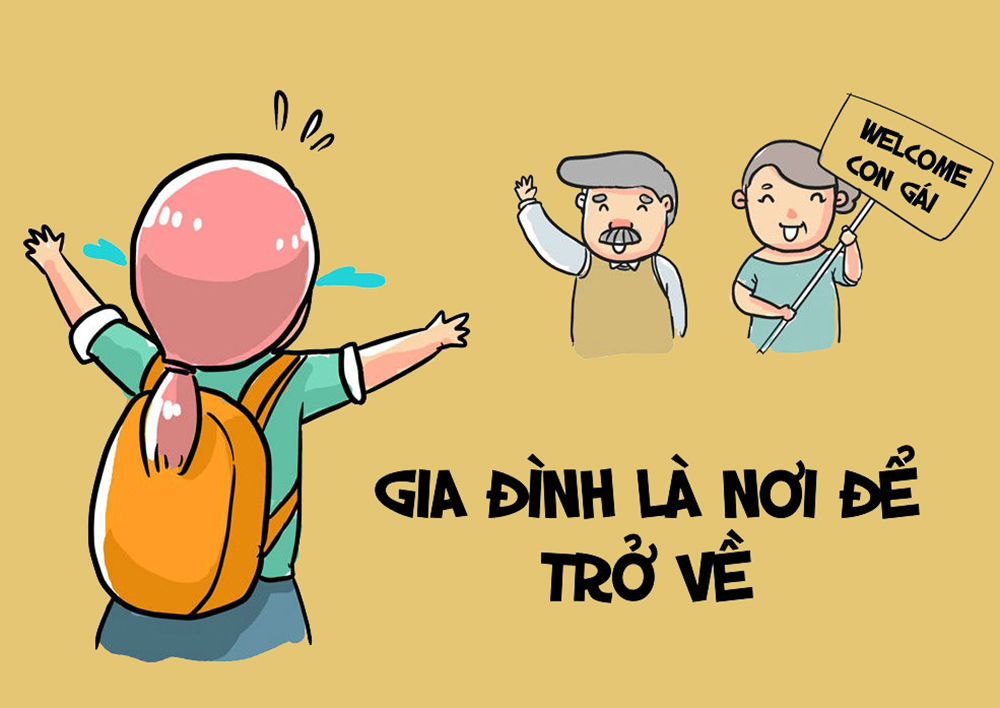 WELCOME
CON GÁI
GIA ĐÌNH LÀ NƠI ĐỂ
TRỞ VỀ